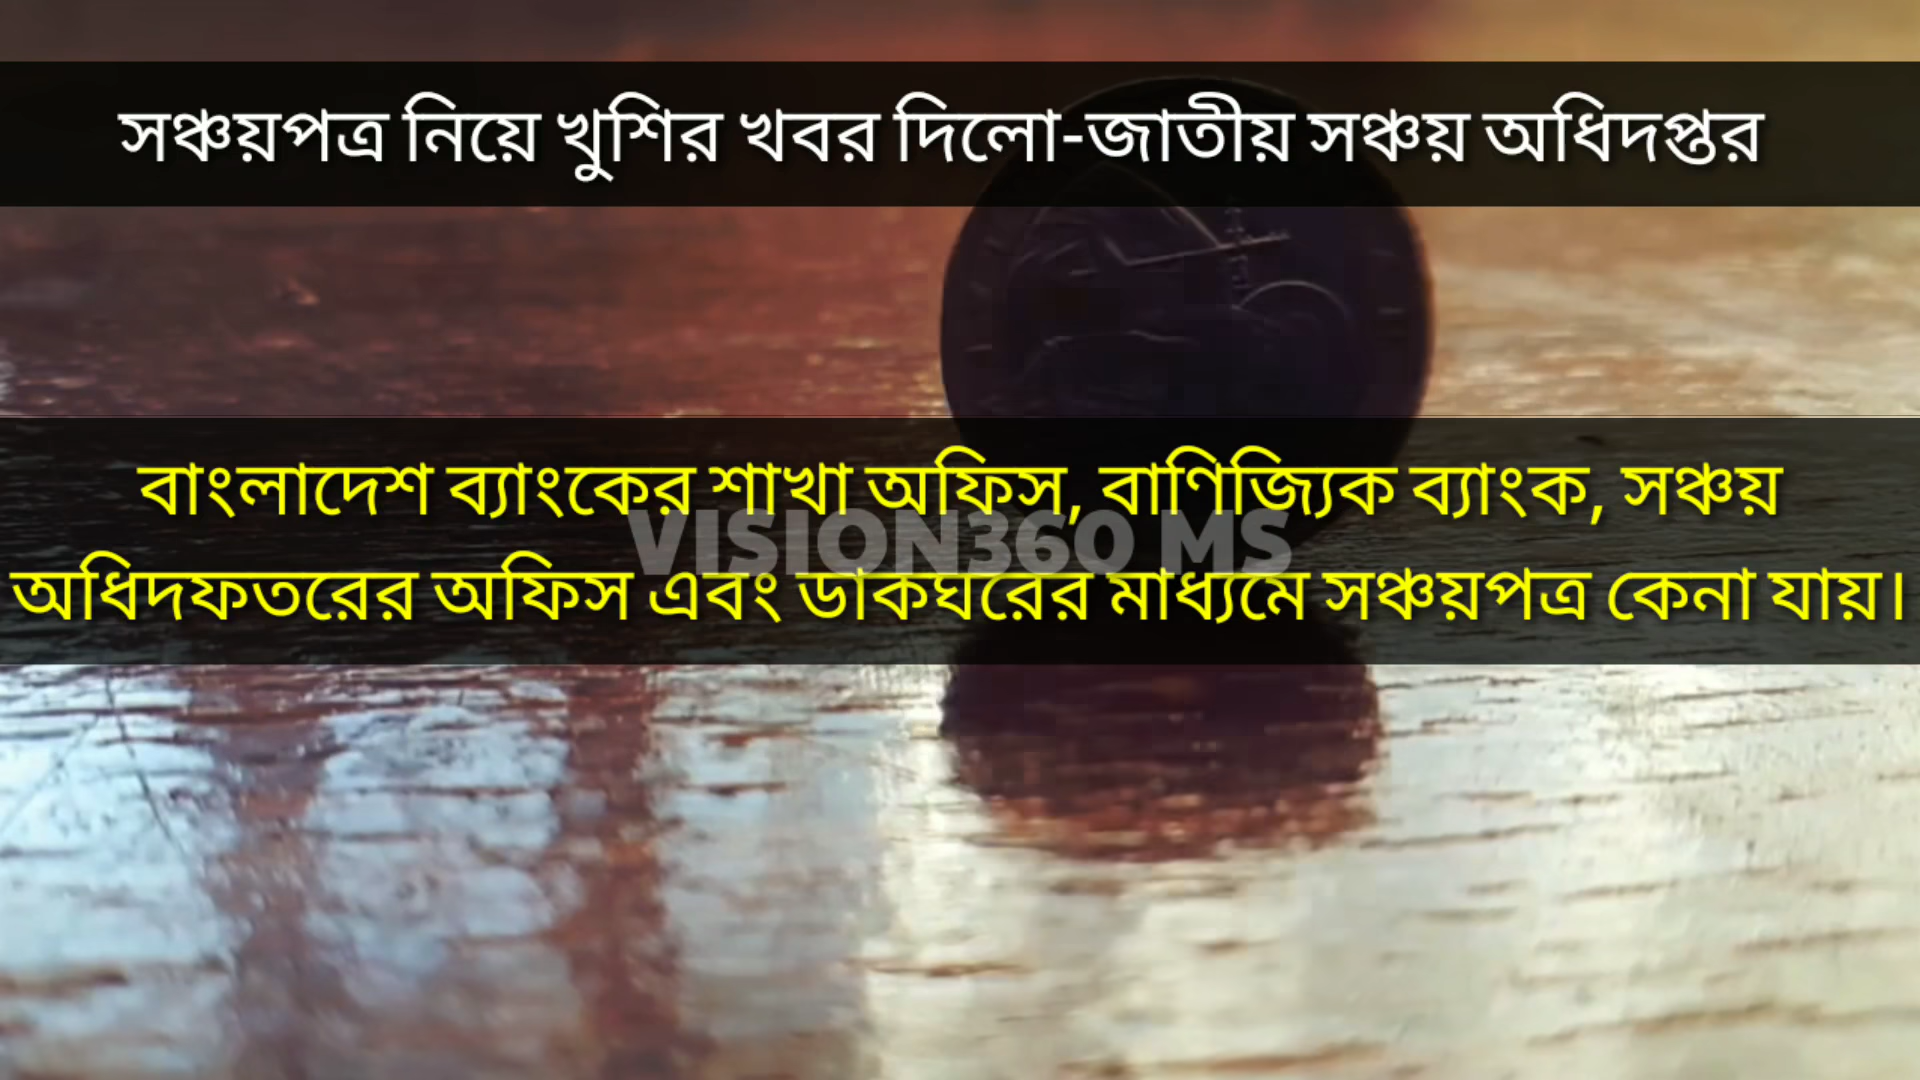 সঞ্চয়পত্র নিয়ে খুশির খবর দিলো-জাতীয় সঞ্চয় অধিদপ্তর
বাংলাদেশ ব্যাংকের শাখা অফিস, বাণিজ্যিক ব্যাংক, সঞ্চয়
VISION360 MS
অধিদফতরের অফিস এবং ডাকঘরের মাধ্যমে সঞ্চয়পত্র কেনা যায়।